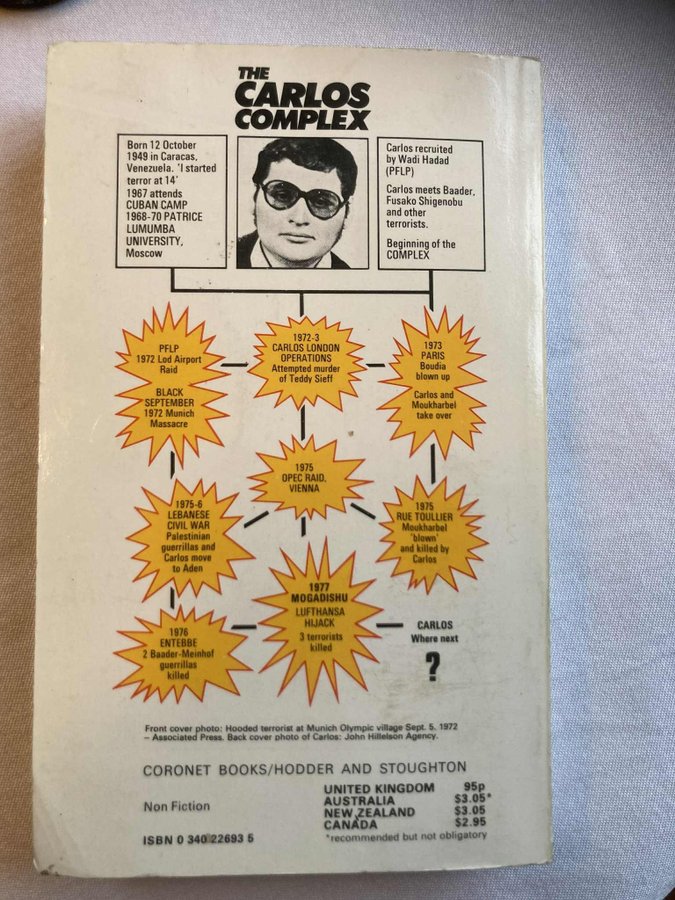 THE
CARLOS
COMPLEX
Born 12 October
1949 in Caracas,
Venezuela. 'I started
terror at 14'
1967 attends
CUBAN CAMP
1968-70 PATRICE
LUMUMBA
UNIVERSITY,
Moscow
Carlos recruited
by Wadi Hadad
(PFLP)
Carlos meets Baader,
Fusako Shigenobu
and other
terrorists.
Beginning of the
COMPLEX
PFLP
1972 Lod Airport
Raid
BLACK
SEPTEMBER
1972 Munich
Massacre
1972-3
CARLOS LONDON
OPERATIONS
Attempted murder
of Teddy Sieff
1973
PARIS
Boudia
blown up
Carlos and
Moukharbel
take over
1975
OPEC RAID,
VIENNA
1975-6
LEBANESE
CIVIL WAR
Palestinian
guerrillas and
Carlos move
to Aden
1975
RUE TOULLIER
Moukharbel
'blown'
and killed by
Carlos
1976
ENTEBBE
2 Baader-Meinhof
guerrillas
killed
1977
MOGADISHU
LUFTHANSA
HIJACK
3 terrorists
killed
CARLOS
Where next
?
Front cover photo: Hooded terrorist at Munich Olympic village Sept. 5. 1972
– Associated Press. Back cover photo of Carlos: John Hillelson Agency.
CORONET BOOKS/HODDER AND STOUGHTON
Non Fiction
ISBN 0 340 22693 5
UNITED KINGDOM 95p
AUSTRALIA $3.05*
NEW ZEALAND $3.05
CANADA $2.95
*recommended but not obligatory